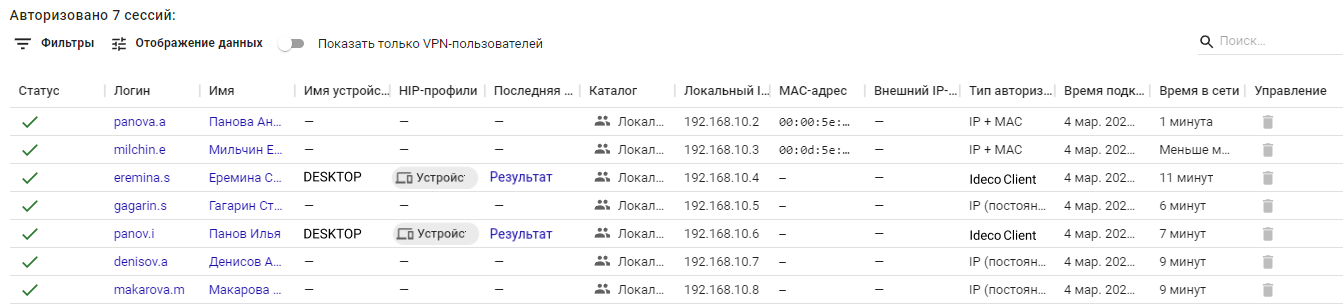 Авторизовано 7 сессий:
Фильтры Отображение данных Показать только VPN-пользователей Поиск...
Статус Логин Имя Имя устройс... HIP-профили Последняя ... Каталог Локальный I... MAC-адрес Внешний IP-... Тип авториз... Время подк... Время в сети Управление
panova.a Панова Ан... — — — Локал... 192.168.10.2 00:00:5e:... — IP + MAC 4 мар. 202... 1 минута
milchin.e Мильчин Е... — — — Локал... 192.168.10.3 00:0d:5e:... — IP + MAC 4 мар. 202... Меньше м...
eremina.s Еремина С... DESKTOP Устройс Результат Локал... 192.168.10.4 — — Ideco Client 4 мар. 202... 11 минут
gagarin.s Гагарин Ст... — — — Локал... 192.168.10.5 — — IP (постоян... 4 мар. 202... 6 минут
panov.i Панов Илья DESKTOP Устройс Результат Локал... 192.168.10.6 — — Ideco Client 4 мар. 202... 7 минут
denisov.a Денисов А... — — — Локал... 192.168.10.7 — — IP (постоян... 4 мар. 202... 9 минут
makarova.m Макарова ... — — — Локал... 192.168.10.8 — — IP (постоян... 4 мар. 202... 9 минут